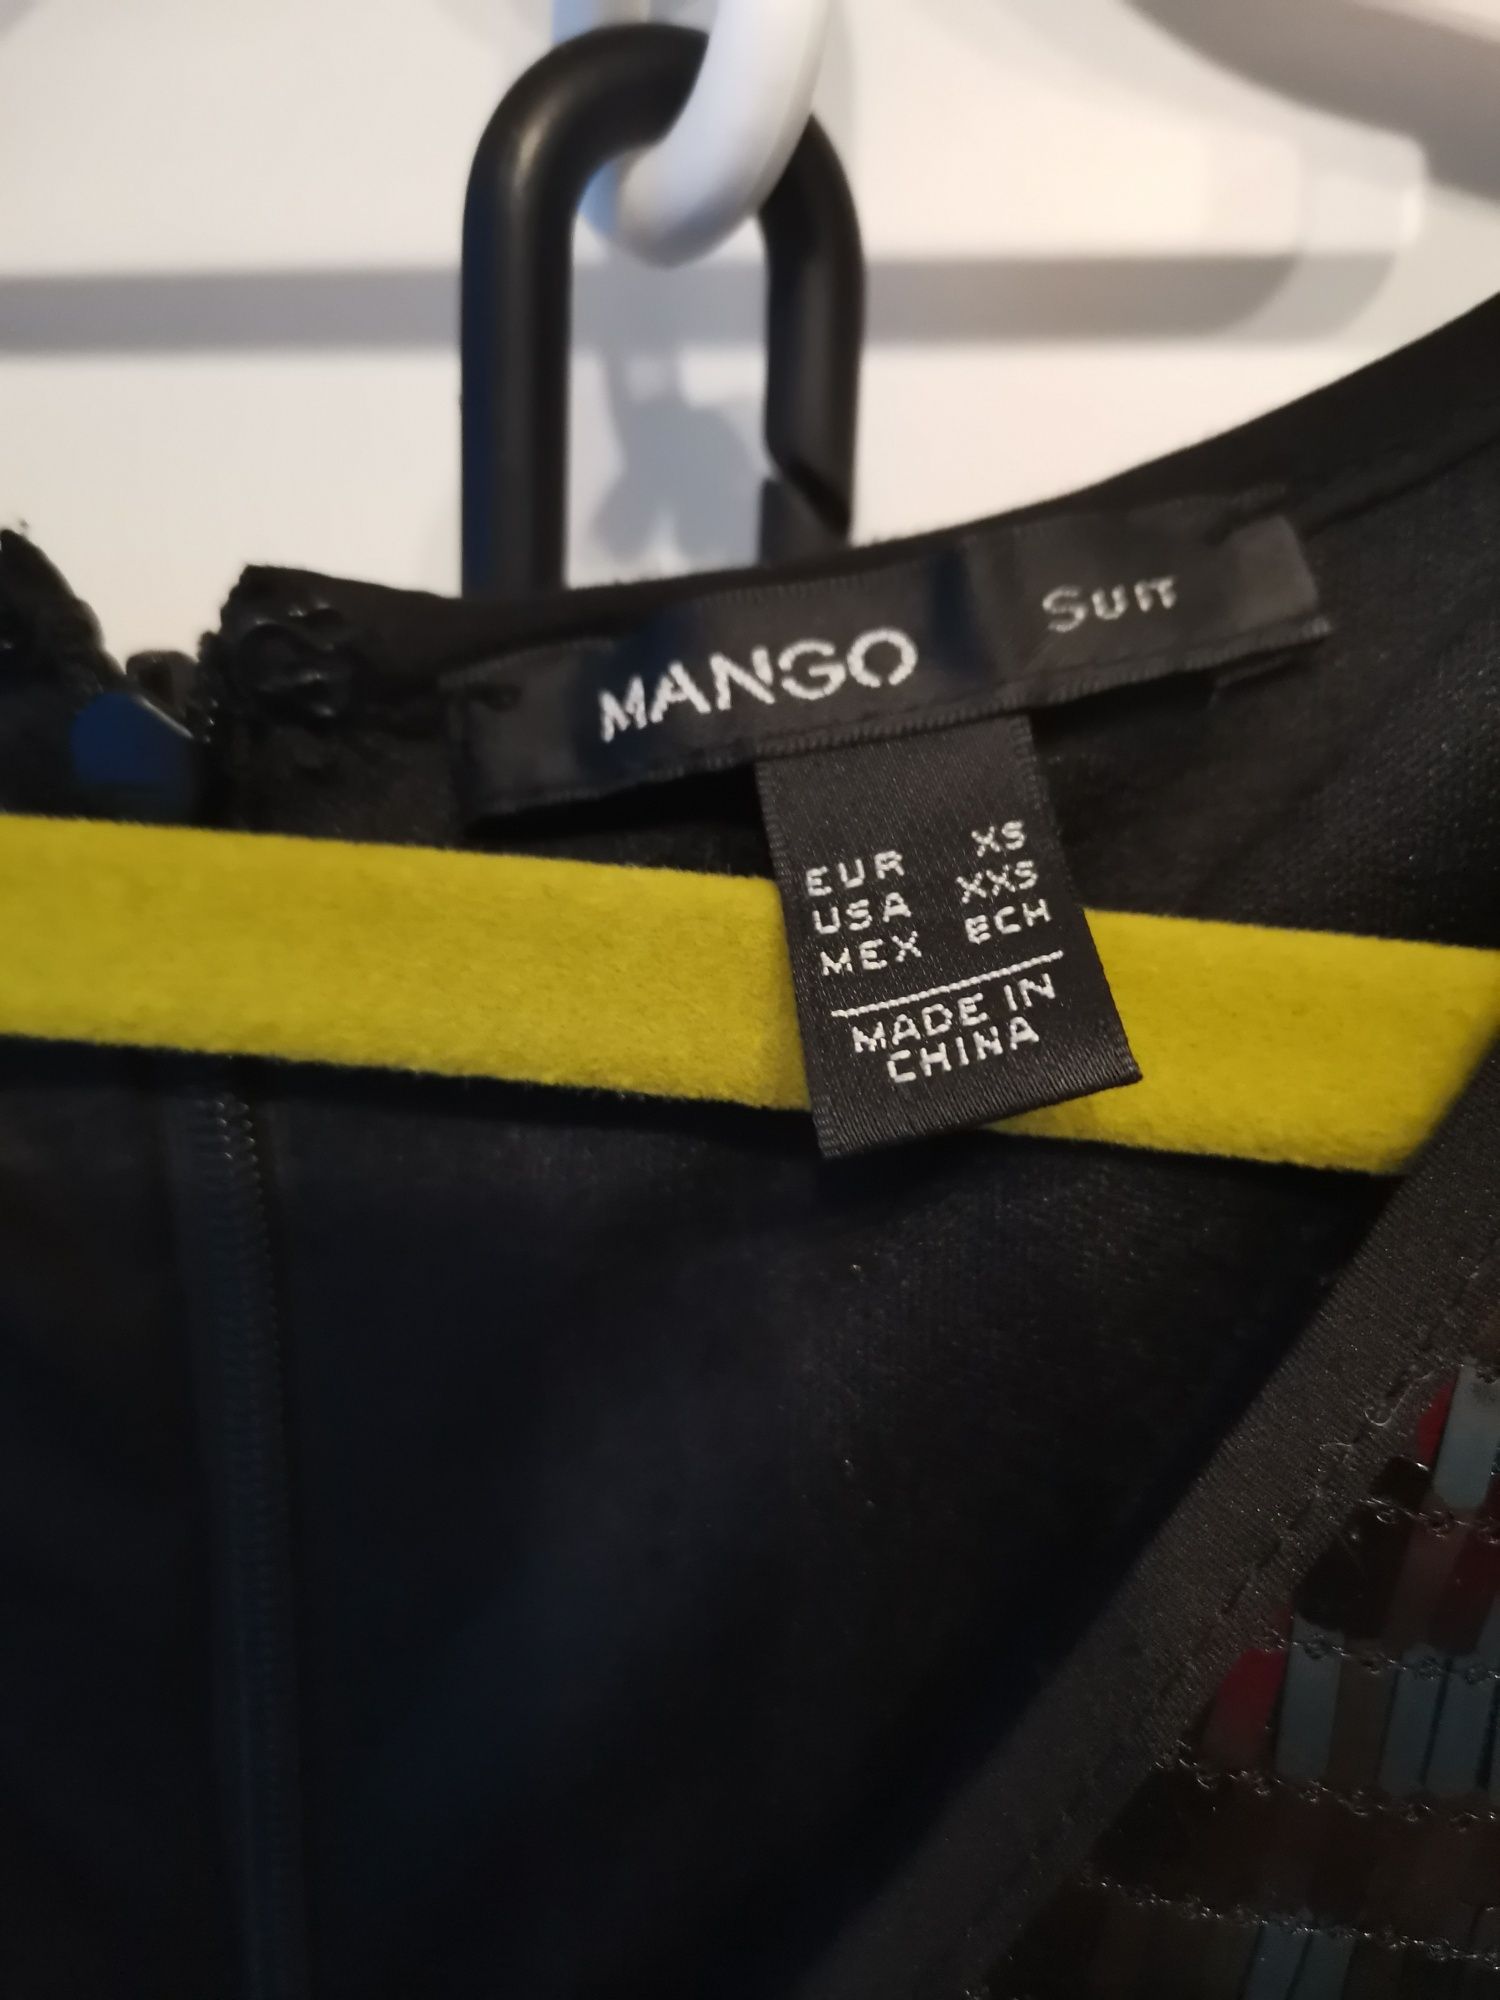 MANGO Suit
EUR XS
USA XXS
MEX ECH
MADE IN
CHINA